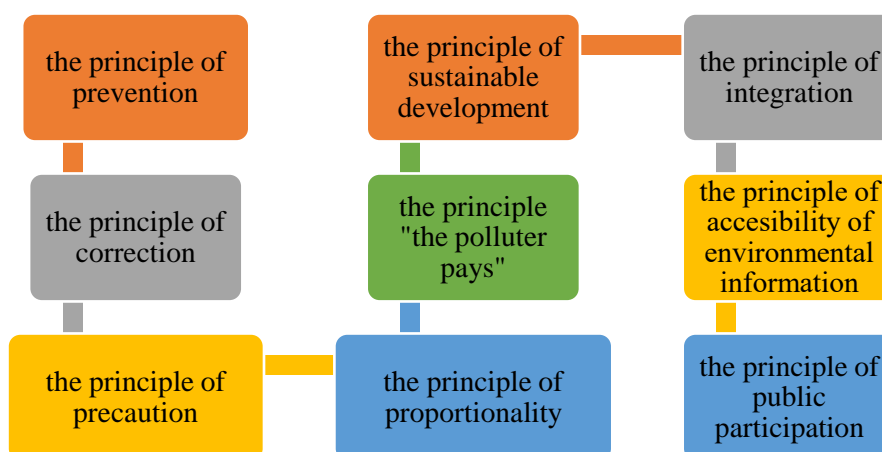 the principle of
prevention
the principle of
correction
the principle of
precaution
the principle of
proportionality
the principle
"the polluter
pays"
the principle of
sustainable
development
the principle of
integration
the principle of
accesibility of
environmental
information
the principle of
public
participation